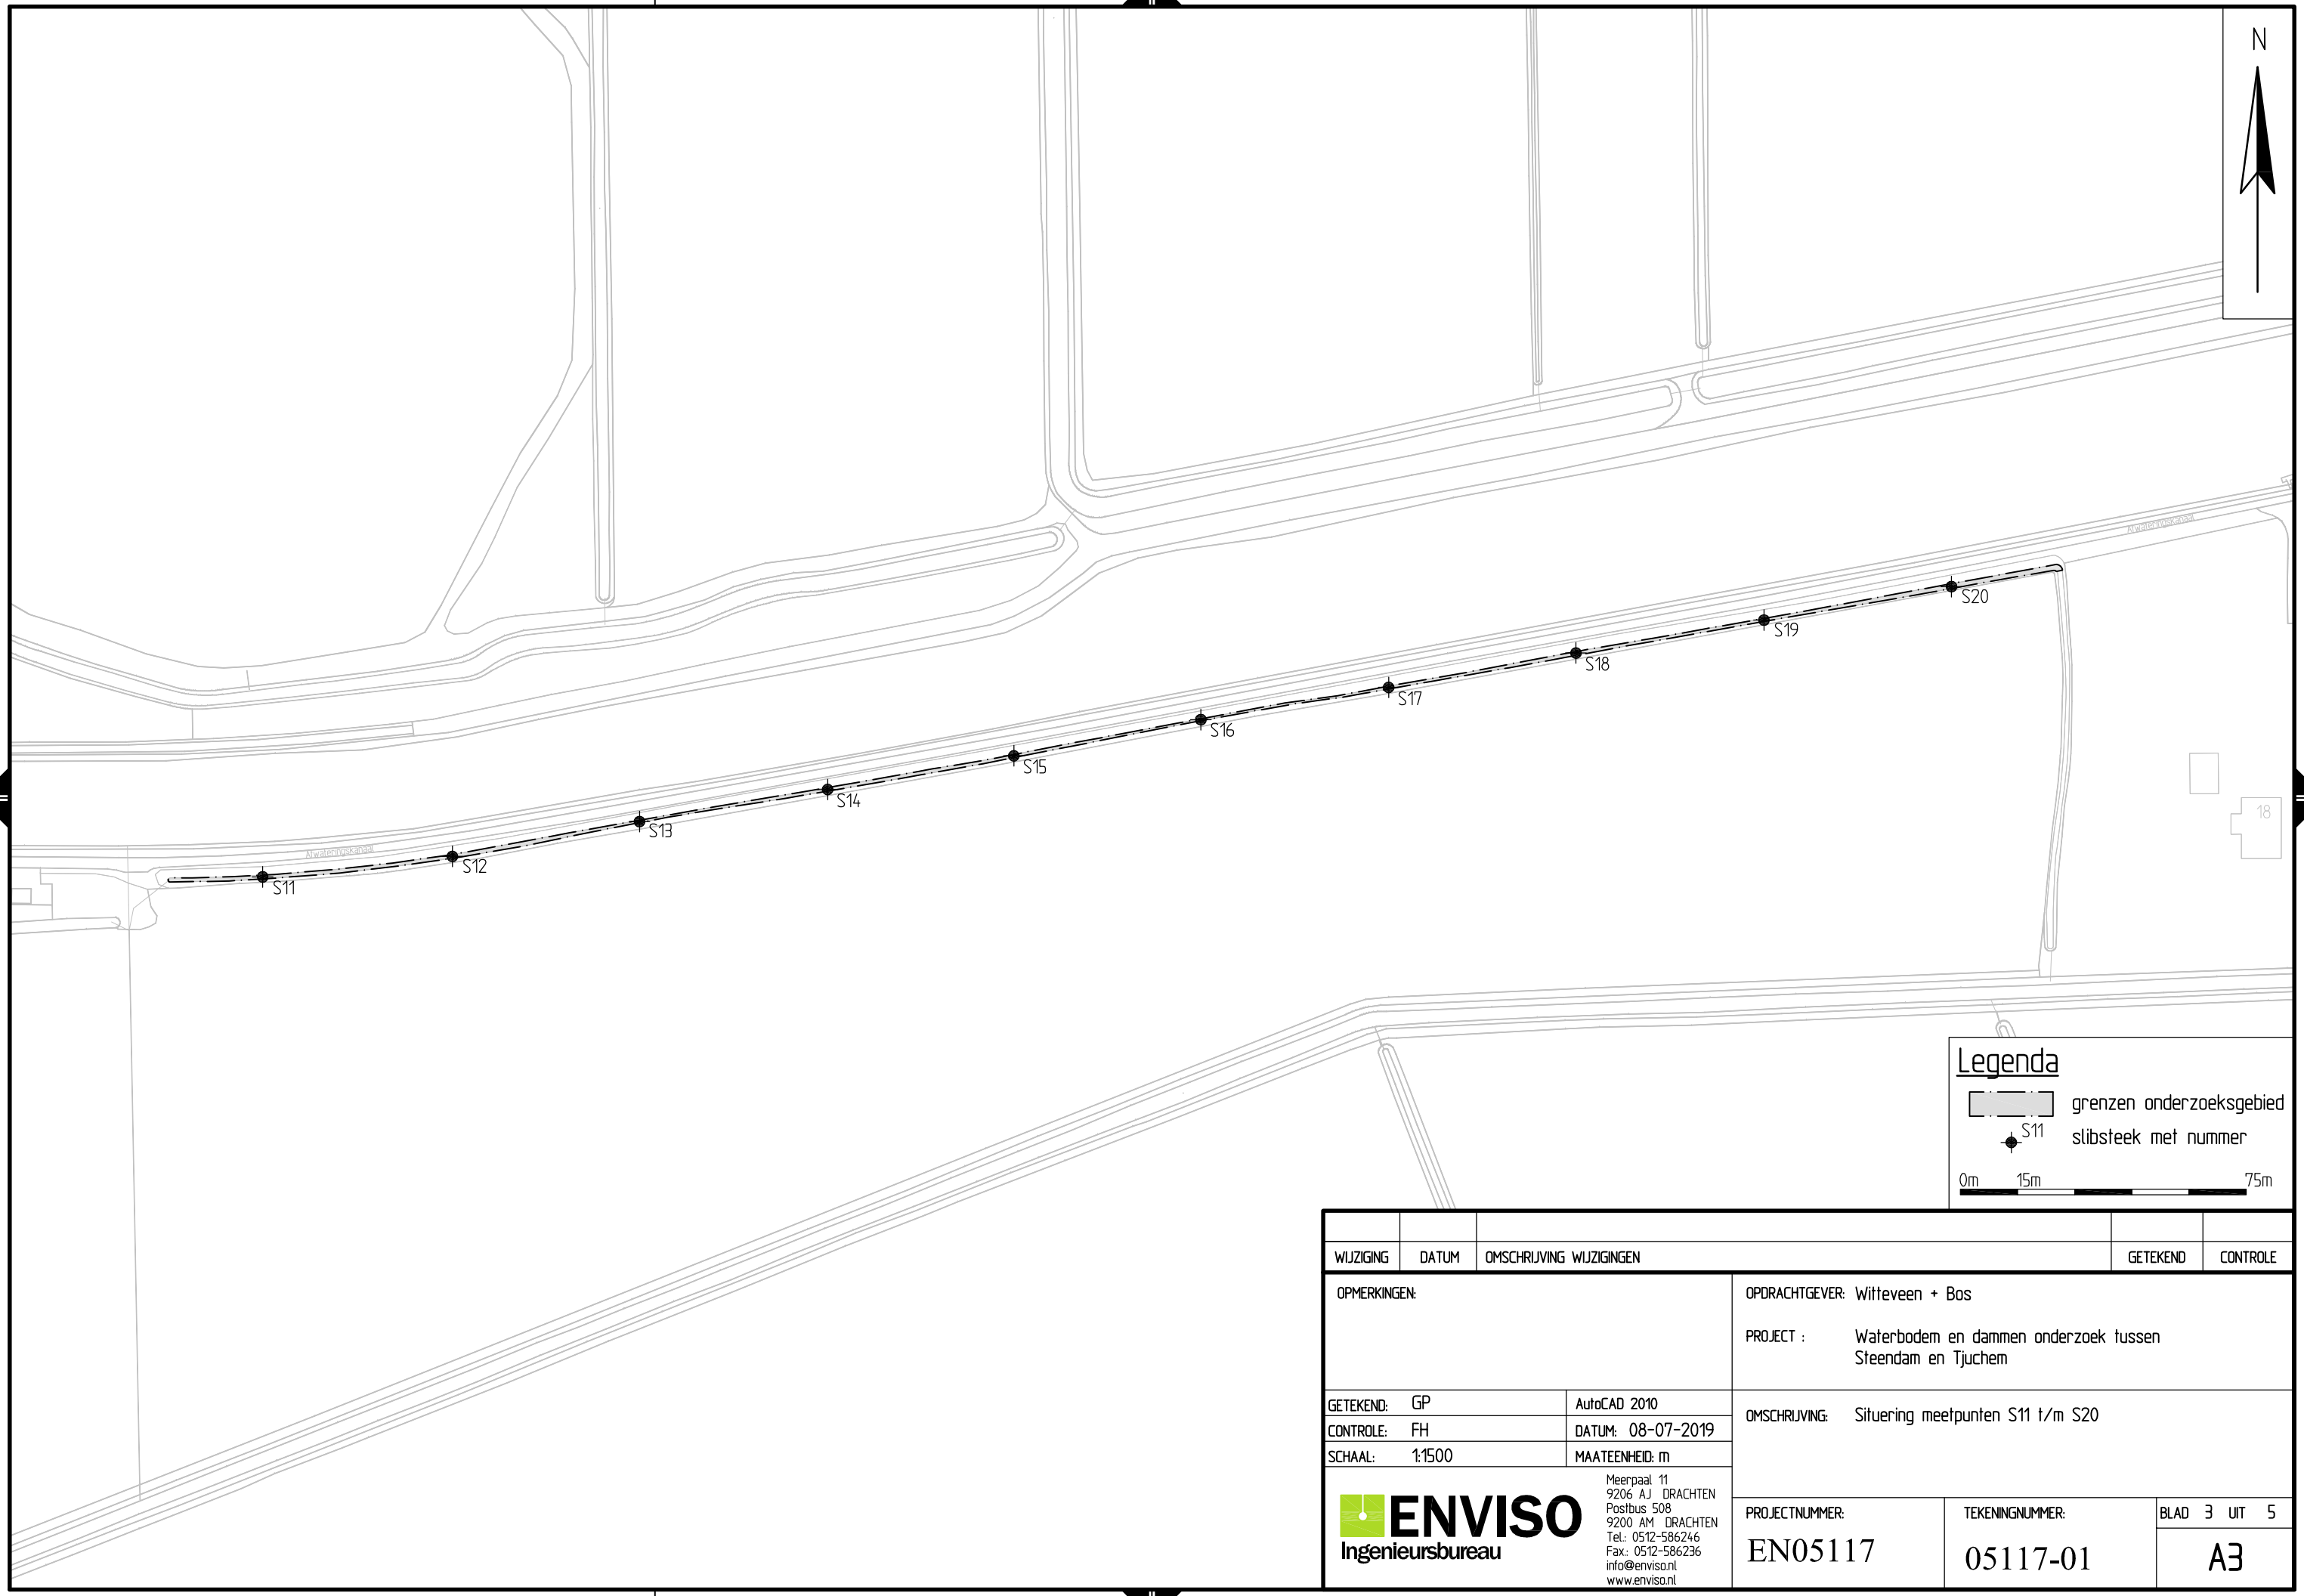 N
Afwateringskanaal
S20
S19
S18
S17
S16
S15
S14
S13
S12
S11
Afwateringskanaal
18
Legenda
grenzen onderzoeksgebied
S11 slibsteek met nummer
0m 15m 75m
WIJZIGING DATUM OMSCHRIJVING WIJZIGINGEN GETEKEND CONTROLE
OPMERKINGEN:
OPDRACHTGEVER: Witteveen + Bos
PROJECT : Waterbodem en dammen onderzoek tussen
Steendam en Tjuchem
GETEKEND: GP AutoCAD 2010
CONTROLE: FH DATUM: 08-07-2019
SCHAAL: 1:1500 MAATEENHEID: m
OMSCHRIJVING: Situering meetpunten S11 t/m S20
ENVISO
Ingenieursbureau
Meerpaal 11
9206 AJ DRACHTEN
Postbus 508
9200 AM DRACHTEN
Tel.: 0512-586246
Fax.: 0512-586236
info@enviso.nl
www.enviso.nl
PROJECTNUMMER:
EN05117
TEKENINGNUMMER:
05117-01
BLAD 3 UIT 5
A3